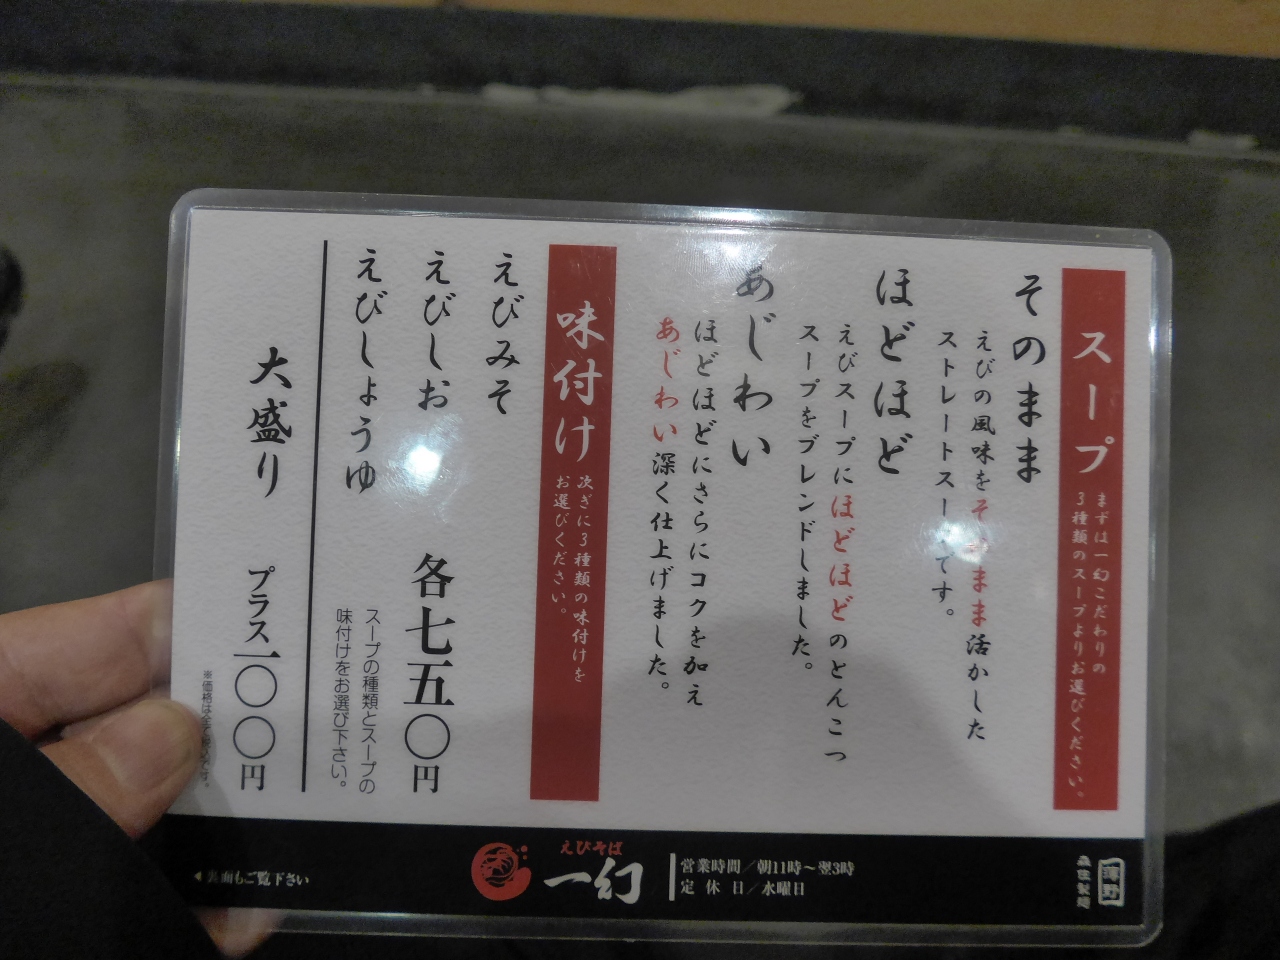 スープ
まずは一幻こだわりの
3種類のスープよりお選びください。
そのまま
えびの風味をそのまま活かした
ストレートスープです。
ほどほど
えびスープにほどほどのとんこつ
スープをブレンドしました。
あじわい
ほどほどにさらにコクを加え
あじわい深く仕上げました。
味付け
次ぎに3種類の味付けを
お選びください。
えびみそ
えびしお
えびしょうゆ
各七五〇円
スープの種類とスープの
味付けをお選び下さい。
大盛り プラス一〇〇円
※価格は全て
です。
◀裏面もご覧下さい
えびそば
一幻
営業時間／朝11時〜翌3時
定休日／水曜日
森住製麺